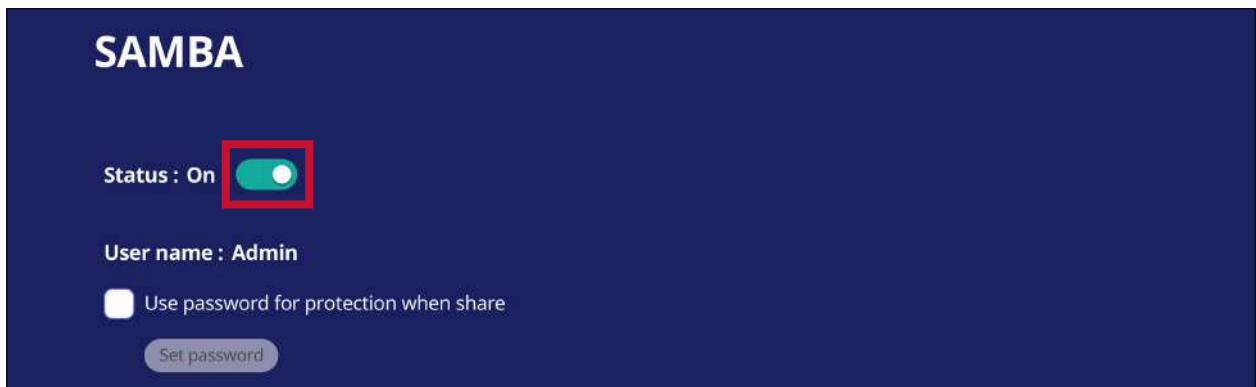 SAMBA
Status : On
User name : Admin
Use password for protection when share
Set password